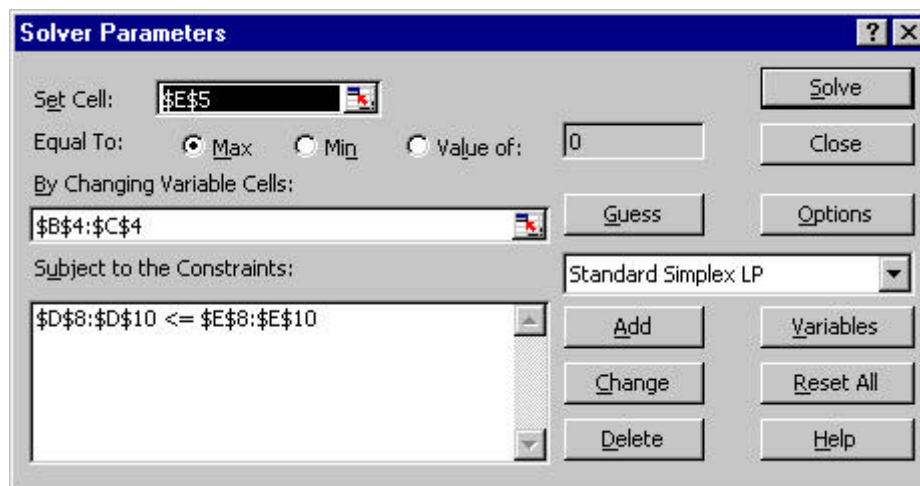 Solver Parameters
Set Cell: $E$5
Solve
Equal To: Max Min Value of: 0
Close
By Changing Variable Cells:
$B$4:$C$4
Guess
Options
Subject to the Constraints:
Standard Simplex LP
$D$8:$D$10 <= $E$8:$E$10
Add
Variables
Change
Reset All
Delete
Help